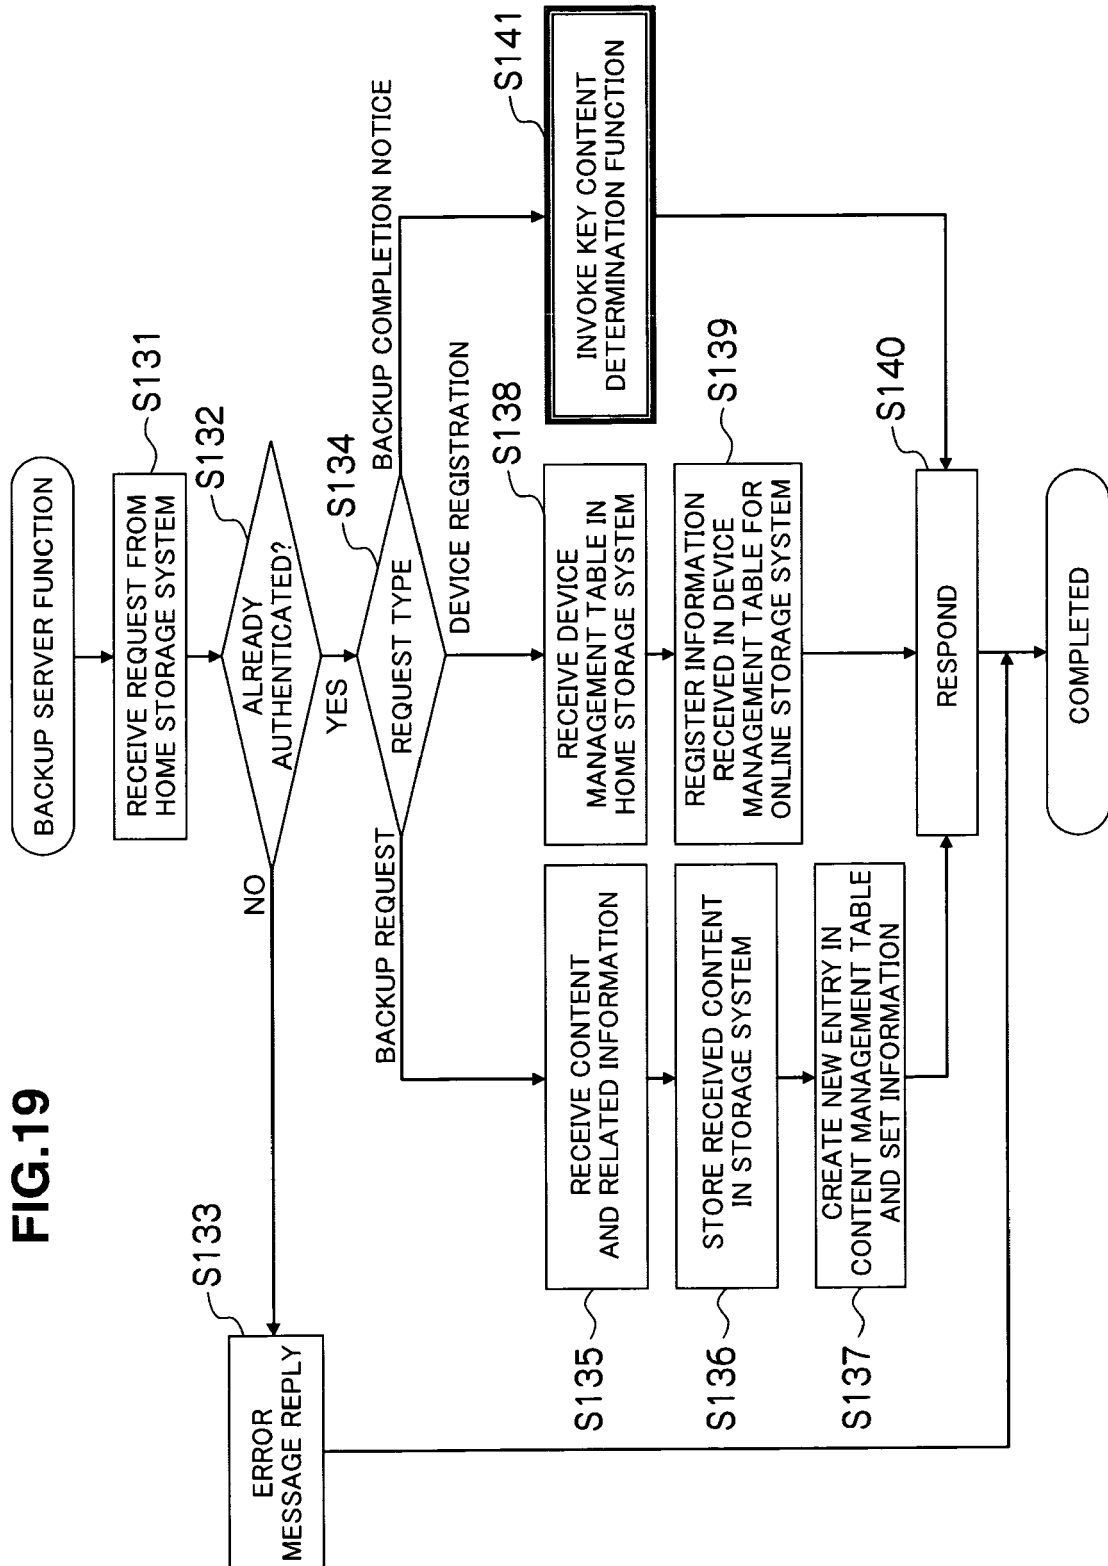 FIG.19
BACKUP SERVER FUNCTION
S131
RECEIVE REQUEST FROM
HOME STORAGE SYSTEM
S132
ALREADY
AUTHENTICATED?
NO
YES
S133
ERROR
MESSAGE REPLY
S134
REQUEST TYPE
BACKUP REQUEST
DEVICE REGISTRATION
BACKUP COMPLETION NOTICE
S135
RECEIVE CONTENT
AND RELATED INFORMATION
S136
STORE RECEIVED CONTENT
IN STORAGE SYSTEM
S137
CREATE NEW ENTRY IN
CONTENT MANAGEMENT TABLE
AND SET INFORMATION
S138
RECEIVE DEVICE
MANAGEMENT TABLE IN
HOME STORAGE SYSTEM
S139
REGISTER INFORMATION
RECEIVED IN DEVICE
MANAGEMENT TABLE FOR
ONLINE STORAGE SYSTEM
S141
INVOKE KEY CONTENT
DETERMINATION FUNCTION
S140
RESPOND
COMPLETED